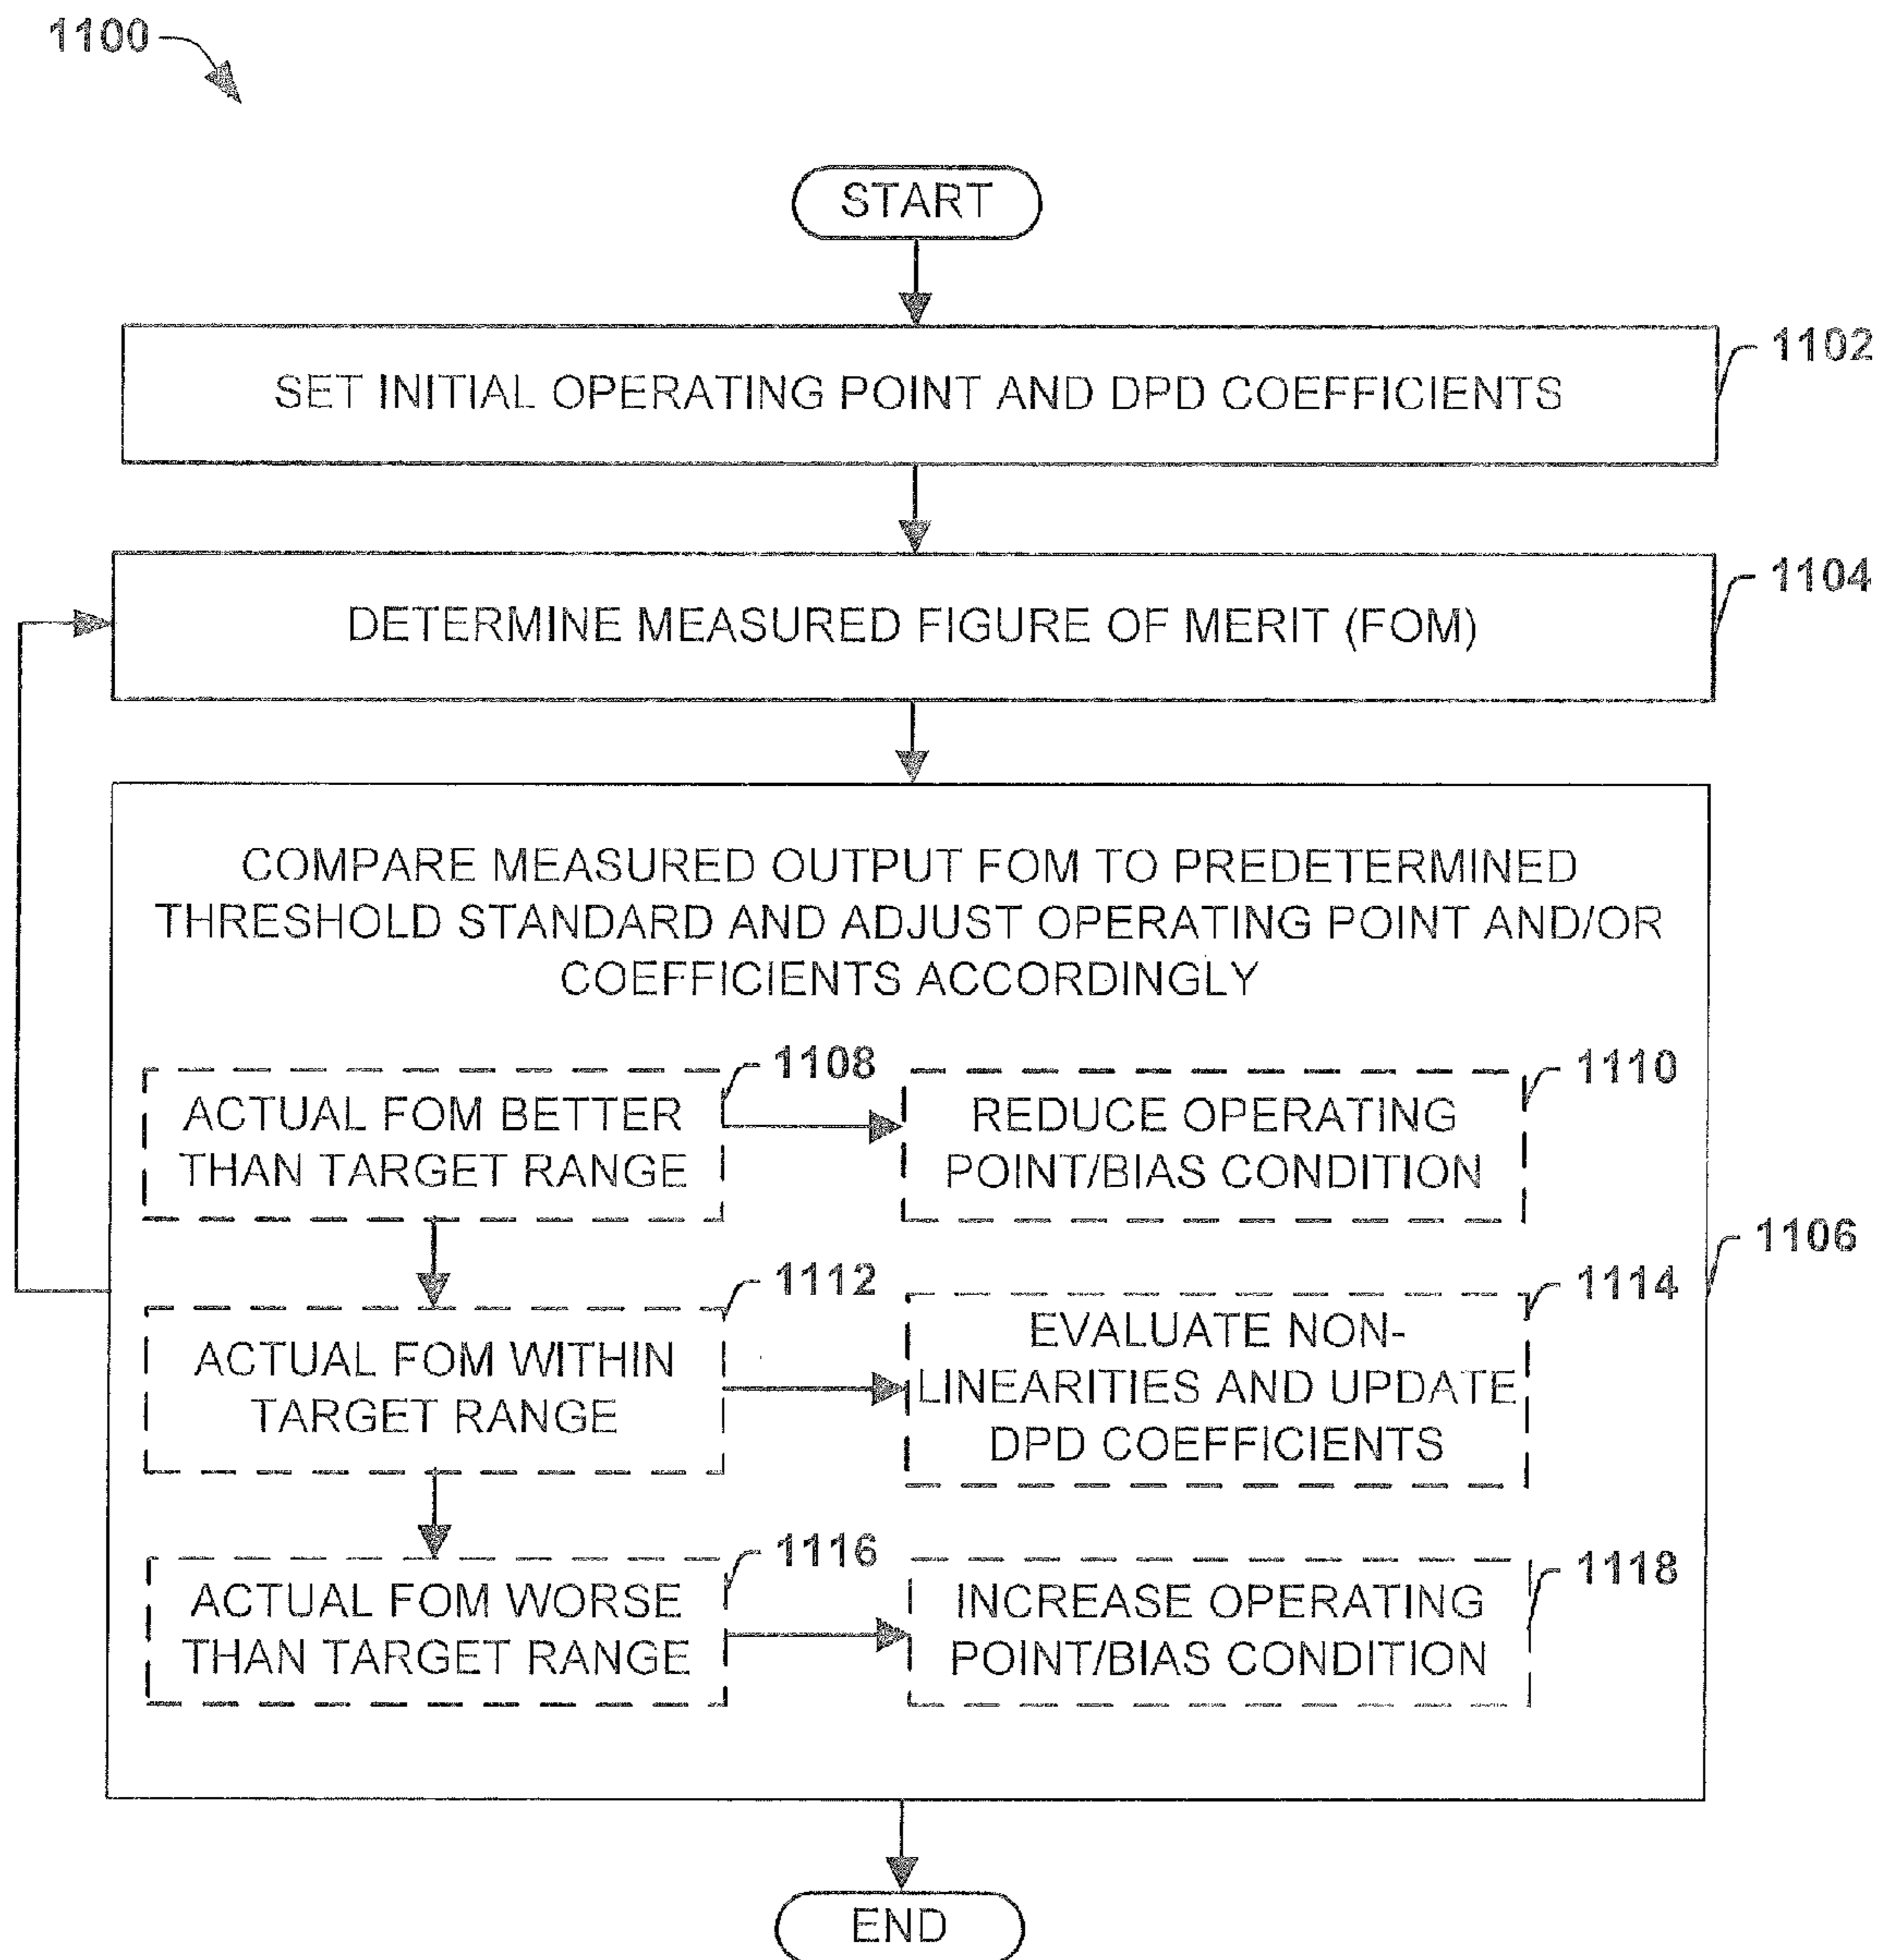 1100
START
SET INITIAL OPERATING POINT AND DPD COEFFICIENTS
1102
DETERMINE MEASURED FIGURE OF MERIT (FOM)
1104
COMPARE MEASURED OUTPUT FOM TO PREDETERMINED
THRESHOLD STANDARD AND ADJUST OPERATING POINT AND/OR
COEFFICIENTS ACCORDINGLY
1106
ACTUAL FOM BETTER
THAN TARGET RANGE
1108
REDUCE OPERATING
POINT/BIAS CONDITION
1110
ACTUAL FOM WITHIN
TARGET RANGE
1112
EVALUATE NON-
LINEARITIES AND UPDATE
DPD COEFFICIENTS
1114
ACTUAL FOM WORSE
THAN TARGET RANGE
1116
INCREASE OPERATING
POINT/BIAS CONDITION
1118
END